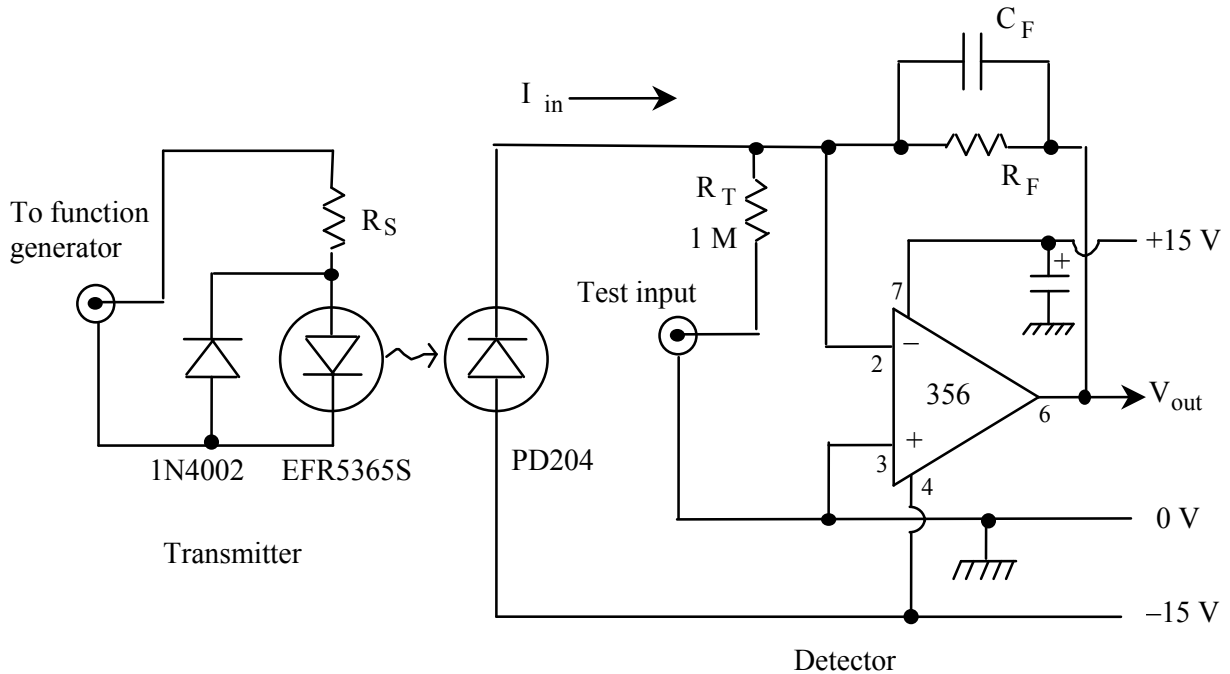 C F
I in
R F
R T
1 M
To function
generator
R S
+15 V
+
7
Test input
−
2
356
6
V out
+
3
4
1N4002
EFR5365S
PD204
0 V
Transmitter
–15 V
Detector